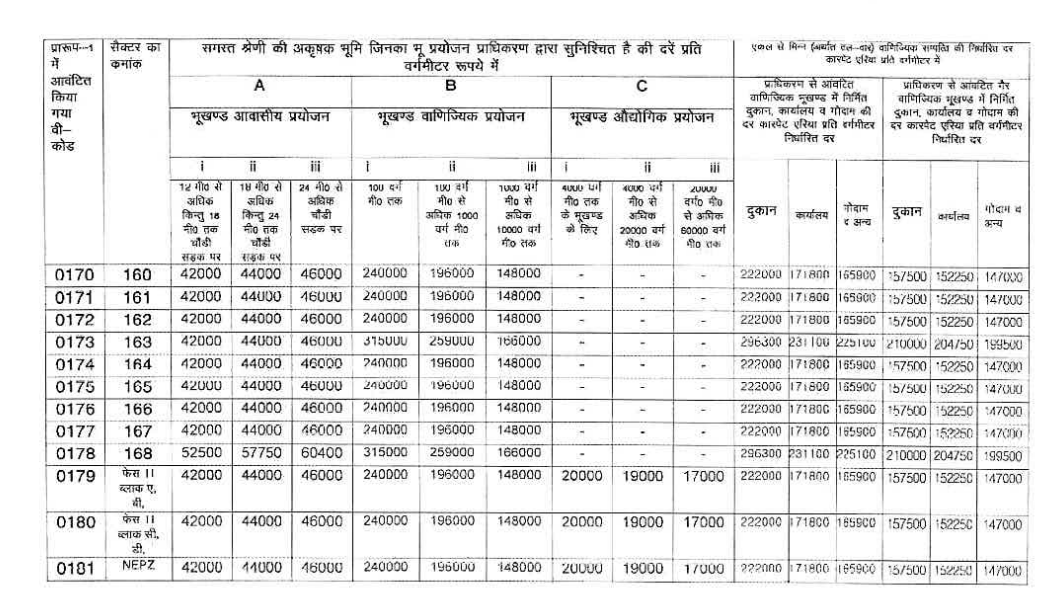 प्रारूप-1 में आवंटित किया गया वी-कोड | सैक्टर का कमांक | समस्त श्रेणी की अकृषक भूमि जिनका भू प्रयोजन प्राधिकरण द्वारा सुनिश्चित है की दरें प्रति वर्गमीटर रूपये में | एकल से भिन्न (अर्थात तल-वार) वाणिज्यिक सम्पत्ति की निर्धारित दर कारपेट एरिया प्रति वर्गमीटर में
A | B | C | प्राधिकरण से आवंटित वाणिज्यिक भूखण्ड में निर्मित दुकान, कार्यालय व गोदाम की दर कारपेट एरिया प्रति वर्गमीटर निर्धारित दर | प्राधिकरण से आवंटित गैर वाणिज्यिक भूखण्ड में निर्मित दुकान, कार्यालय व गोदाम की दर कारपेट एरिया प्रति वर्गमीटर निर्धारित दर
भूखण्ड आवासीय प्रयोजन | भूखण्ड वाणिज्यिक प्रयोजन | भूखण्ड औद्योगिक प्रयोजन
i | ii | iii | i | ii | iii | i | ii | iii
12 मी0 से अधिक किन्तु 18 मी0 तक चौडी सड़क पर | 18 मी0 से अधिक किन्तु 24 मी0 तक चौडी सड़क पर | 24 मी0 से अधिक चौडी सडक पर | 100 वर्ग मी0 तक | 100 वर्ग मी0 से अधिक 1000 वर्ग मी0 तक | 1000 वर्ग मी0 से अधिक 10000 वर्ग मी0 तक | 4000 वर्ग मी0 तक के भूखण्ड के लिए | 4000 वर्ग मी0 से अधिक 20000 वर्ग मी0 तक | 20000 वर्ग0 मी0 से अधिक 60000 वर्ग मी0 तक | दुकान | कार्यालय | गोदाम व अन्य | दुकान | कार्यालय | गोदाम व अन्य
0170 | 160 | 42000 | 44000 | 46000 | 240000 | 196000 | 148000 | - | - | - | 222000 | 171800 | 165900 | 157500 | 152250 | 147000
0171 | 161 | 42000 | 44000 | 46000 | 240000 | 196000 | 148000 | - | - | - | 222000 | 171800 | 165900 | 157500 | 152250 | 147000
0172 | 162 | 42000 | 44000 | 46000 | 240000 | 196000 | 148000 | - | - | - | 222000 | 171800 | 165900 | 157500 | 152250 | 147000
0173 | 163 | 42000 | 44000 | 46000 | 315000 | 259000 | 166000 | - | - | - | 296300 | 231100 | 225100 | 210000 | 204750 | 199500
0174 | 164 | 42000 | 44000 | 46000 | 240000 | 196000 | 148000 | - | - | - | 222000 | 171800 | 165900 | 157500 | 152250 | 147000
0175 | 165 | 42000 | 44000 | 46000 | 240000 | 196000 | 148000 | - | - | - | 222000 | 171800 | 165900 | 157500 | 152250 | 147000
0176 | 166 | 42000 | 44000 | 46000 | 240000 | 196000 | 148000 | - | - | - | 222000 | 171800 | 165900 | 157500 | 152250 | 147000
0177 | 167 | 42000 | 44000 | 46000 | 240000 | 196000 | 148000 | - | - | - | 222000 | 171800 | 165900 | 157500 | 152250 | 147000
0178 | 168 | 52500 | 57750 | 60400 | 315000 | 259000 | 166000 | - | - | - | 296300 | 231100 | 225100 | 210000 | 204750 | 199500
0179 | फेस II ब्लाक ए, बी, | 42000 | 44000 | 46000 | 240000 | 196000 | 148000 | 20000 | 19000 | 17000 | 222000 | 171800 | 165900 | 157500 | 152250 | 147000
0180 | फेस II ब्लाक सी, डी, | 42000 | 44000 | 46000 | 240000 | 196000 | 148000 | 20000 | 19000 | 17000 | 222000 | 171800 | 165900 | 157500 | 152250 | 147000
0181 | NEPZ | 42000 | 44000 | 46000 | 240000 | 196000 | 148000 | 20000 | 19000 | 17000 | 222000 | 171800 | 165900 | 157500 | 152250 | 147000